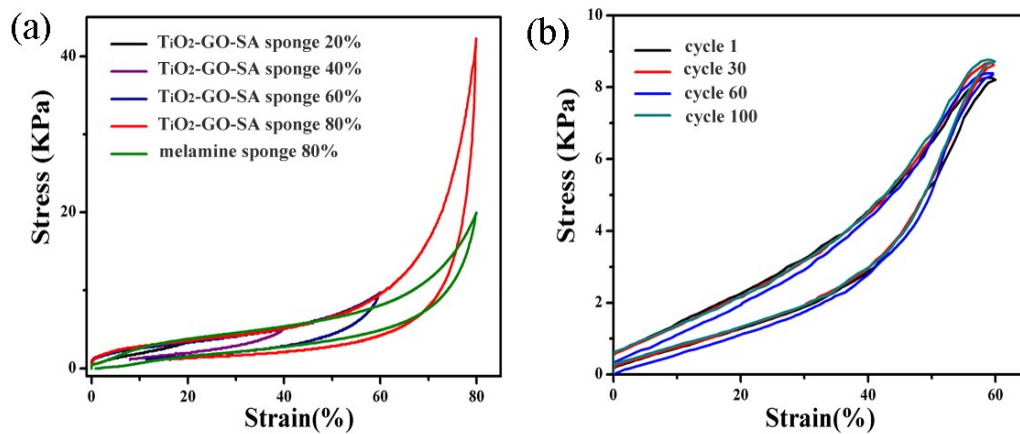 (a)
TiO2-GO-SA sponge 20%
TiO2-GO-SA sponge 40%
TiO2-GO-SA sponge 60%
TiO2-GO-SA sponge 80%
melamine sponge 80%
Stress (KPa)
40
20
0
0 20 40 60 80
Strain(%)
(b)
cycle 1
cycle 30
cycle 60
cycle 100
Stress (KPa)
10
8
6
4
2
0
0 20 40 60
Strain(%)